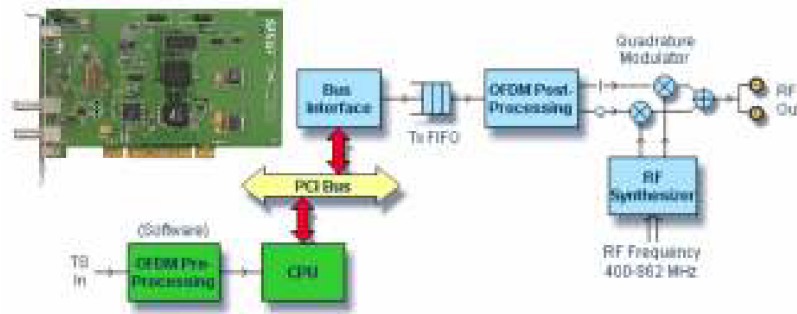 Quadrature
Modulator
Bus
Interface
OFDM Post-
Processing
I
Q
RF
Out
Ts FIFO
PCI Bus
RF
Synthesizer
(Software)
TS
In
OFDM Pre-
Processing
CPU
RF Frequency
400-862 MHz